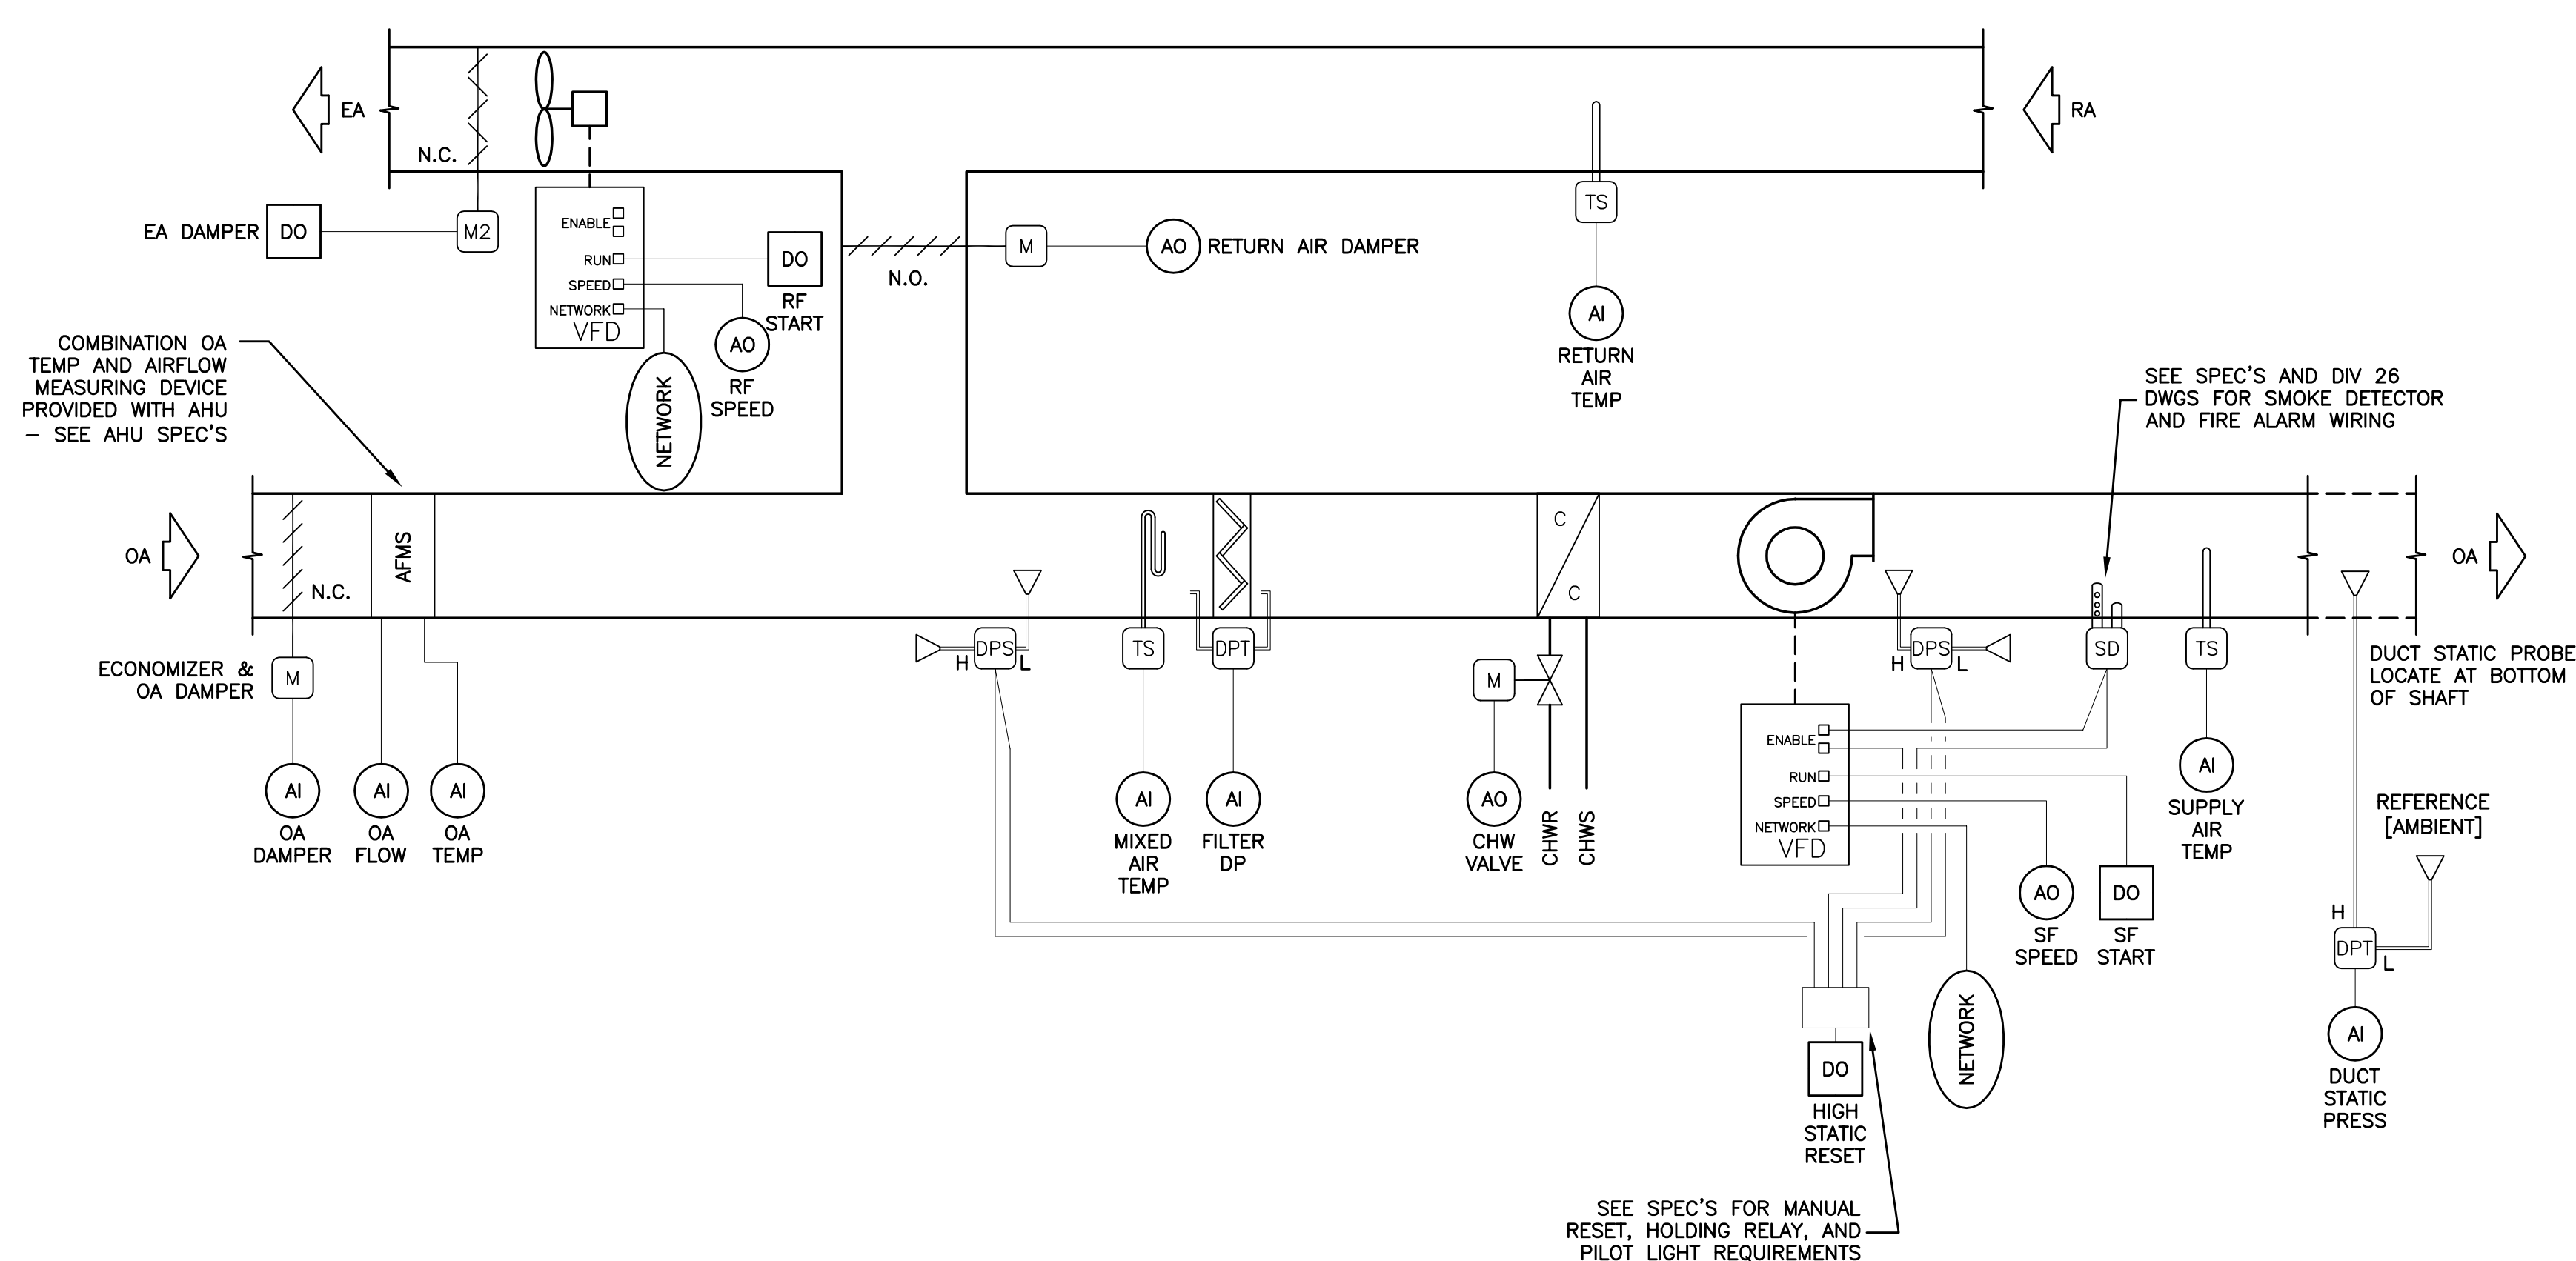 EA
RA
N.C.
EA DAMPER
DO
M2
ENABLE
RUN
SPEED
NETWORK
VFD
DO
RF
START
AO
RF
SPEED
NETWORK
N.O.
M
AO
RETURN AIR DAMPER
TS
AI
RETURN
AIR
TEMP
COMBINATION OA
TEMP AND AIRFLOW
MEASURING DEVICE
PROVIDED WITH AHU
– SEE AHU SPEC'S
SEE SPEC'S AND DIV 26
DWGS FOR SMOKE DETECTOR
AND FIRE ALARM WIRING
OA
N.C.
AFMS
C
C
OA
ECONOMIZER &
OA DAMPER
M
H
DPS
L
TS
DPT
M
H
DPS
L
SD
TS
DUCT STATIC PROBE
LOCATE AT BOTTOM
OF SHAFT
AI
OA
DAMPER
AI
OA
FLOW
AI
OA
TEMP
AI
MIXED
AIR
TEMP
AI
FILTER
DP
AO
CHW
VALVE
CHWR
CHWS
ENABLE
RUN
SPEED
NETWORK
VFD
AI
SUPPLY
AIR
TEMP
REFERENCE
[AMBIENT]
AO
SF
SPEED
DO
SF
START
H
DPT
L
NETWORK
AI
DUCT
STATIC
PRESS
DO
HIGH
STATIC
RESET
SEE SPEC'S FOR MANUAL
RESET, HOLDING RELAY, AND
PILOT LIGHT REQUIREMENTS